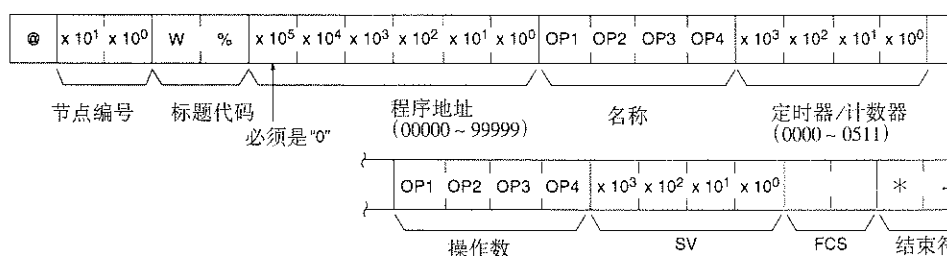 @ x 10¹ x 10⁰ W % x 10⁵ x 10⁴ x 10³ x 10² x 10¹ x 10⁰ OP1 OP2 OP3 OP4 x 10³ x 10² x 10¹ x 10⁰
节点编号 标题代码 程序地址 名称 定时器/计数器
必须是“0” (00000 ~ 99999) (0000 ~ 0511)
OP1 OP2 OP3 OP4 x 10³ x 10² x 10¹ x 10⁰ *
操作数 SV FCS 结束符